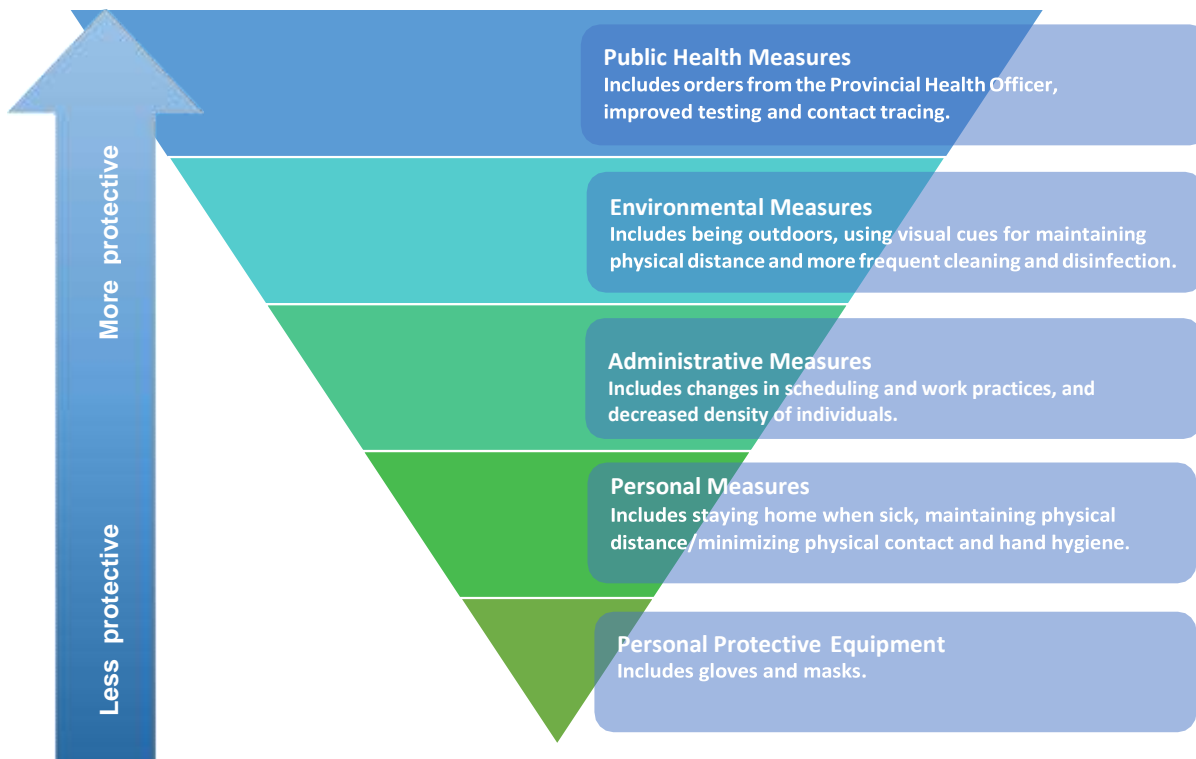 Public Health Measures
Includes orders from the Provincial Health Officer,
improved testing and contact tracing.
More protective
Environmental Measures
Includes being outdoors, using visual cues for maintaining
physical distance and more frequent cleaning and disinfection.
Administrative Measures
Includes changes in scheduling and work practices, and
decreased density of individuals.
Personal Measures
Includes staying home when sick, maintaining physical
distance/minimizing physical contact and hand hygiene.
Less protective
Personal Protective Equipment
Includes gloves and masks.